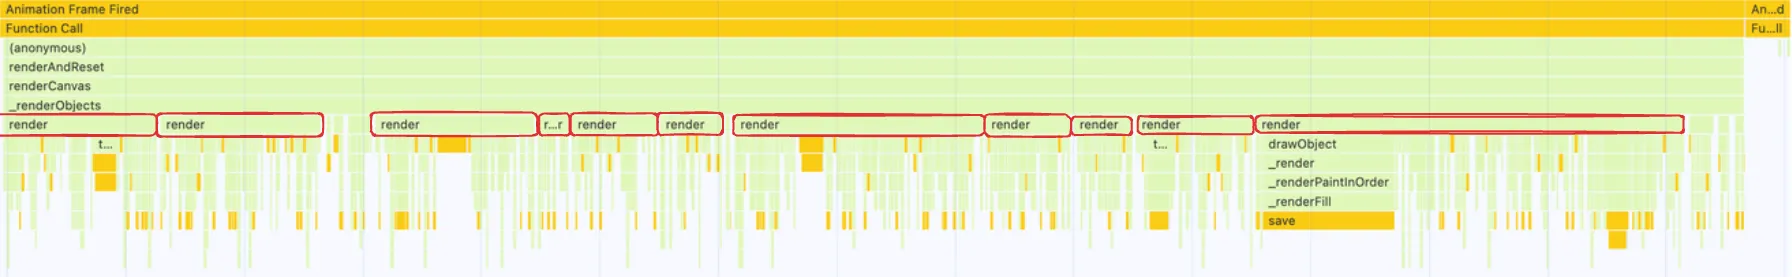 Animation Frame Fired An...d
Function Call Fu...ll
(anonymous)
renderAndReset
renderCanvas
_renderObjects
render render render r...r render render render render render render render
t... t... drawObject
_render
_renderPaintInOrder
_renderFill
save